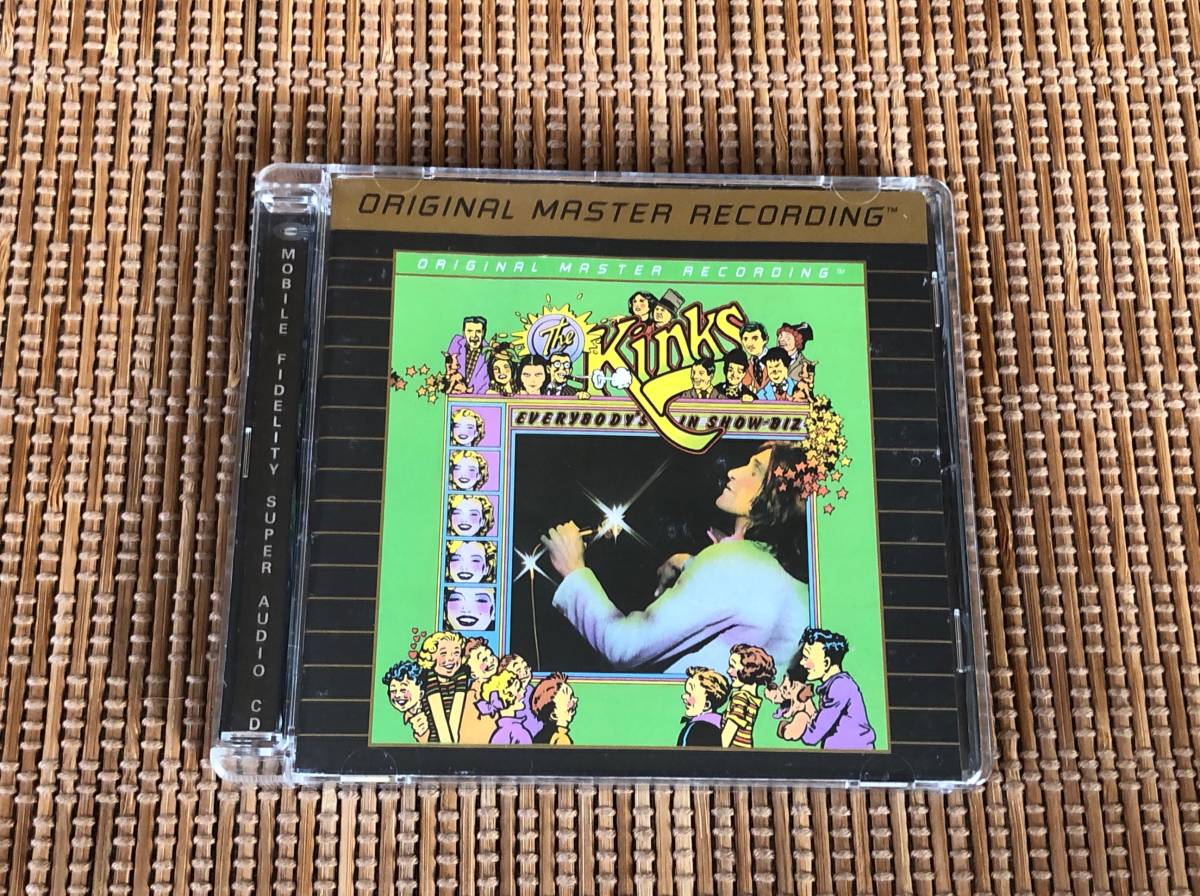 ORIGINAL MASTER RECORDING™
ORIGINAL MASTER RECORDING™
The Kinks
EVERYBODY'S IN SHOW-BIZ
MOBILE FIDELITY SUPER AUDIO CD